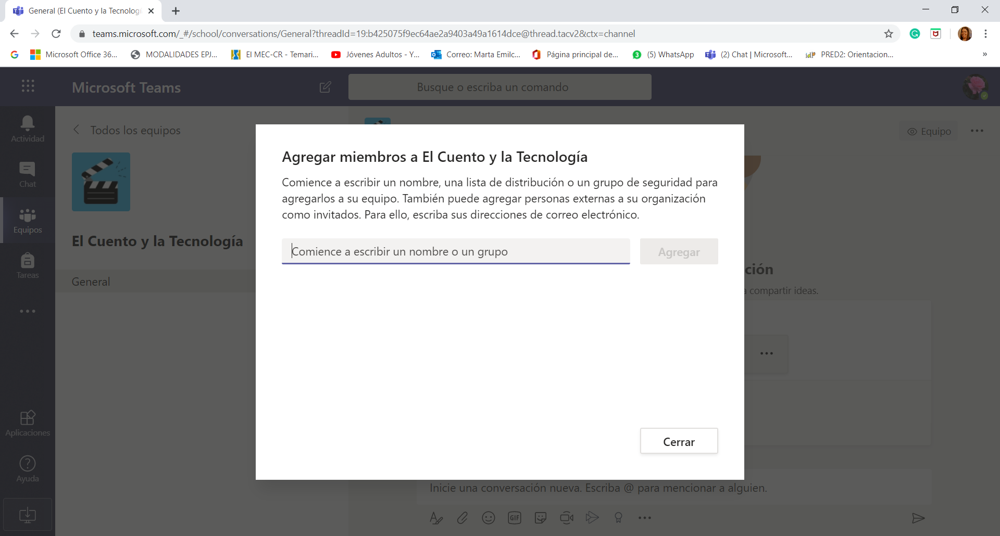 General (El Cuento y la Tecnologí
teams.microsoft.com/_#/school/conversations/General?threadId=19:b425075f9ec64ae2a9403a49a1614dce@thread.tacv2&ctx=channel
Microsoft Office 36...
MODALIDADES EPJ...
El MEC-CR - Temari...
Jóvenes Adultos - Y...
Correo: Marta Emilc...
Página principal de...
3 (5) WhatsApp
(2) Chat | Microsoft...
idP PRED2: Orientacion...
»
Microsoft Teams
Busque o escriba un comando
Actividad
Chat
Equipos
Tareas
Aplicaciones
Ayuda
Todos los equipos
El Cuento y la Tecnología
General
Equipo
Agregar miembros a El Cuento y la Tecnología
Comience a escribir un nombre, una lista de distribución o un grupo de seguridad para
agregarlos a su equipo. También puede agregar personas externas a su organización
como invitados. Para ello, escriba sus direcciones de correo electrónico.
Comience a escribir un nombre o un grupo
Agregar
ción
a compartir ideas.
Cerrar
Inicie una conversación nueva. Escriba @ para mencionar a alguien.
GIF